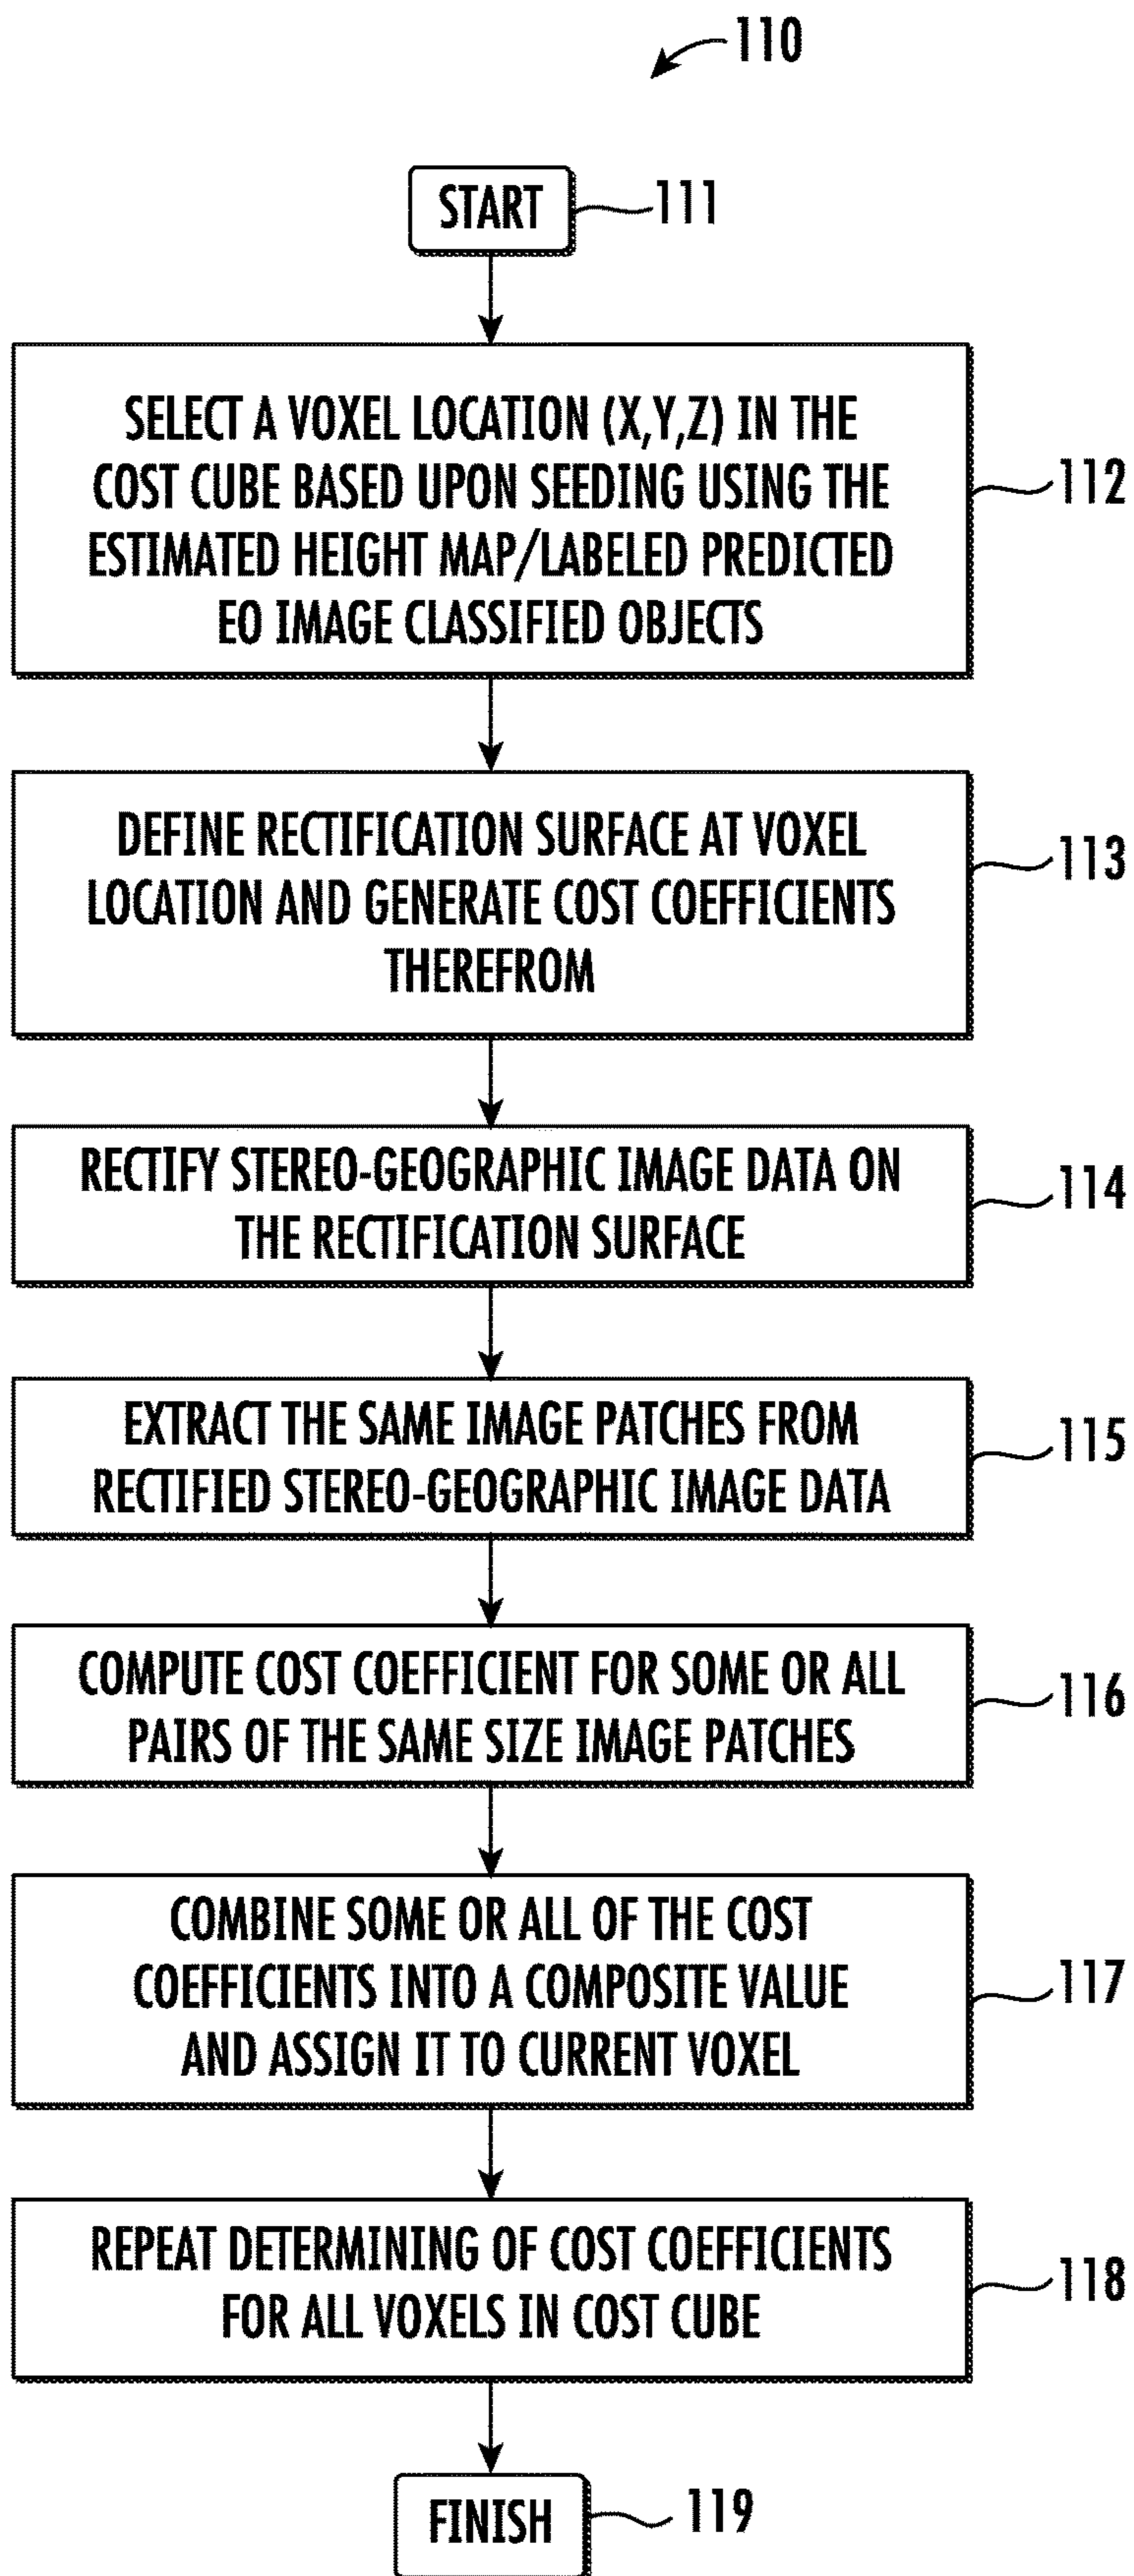 110
START
111
SELECT A VOXEL LOCATION (X,Y,Z) IN THE
COST CUBE BASED UPON SEEDING USING THE
ESTIMATED HEIGHT MAP/LABELED PREDICTED
EO IMAGE CLASSIFIED OBJECTS
112
DEFINE RECTIFICATION SURFACE AT VOXEL
LOCATION AND GENERATE COST COEFFICIENTS
THEREFROM
113
RECTIFY STEREO-GEOGRAPHIC IMAGE DATA ON
THE RECTIFICATION SURFACE
114
EXTRACT THE SAME IMAGE PATCHES FROM
RECTIFIED STEREO-GEOGRAPHIC IMAGE DATA
115
COMPUTE COST COEFFICIENT FOR SOME OR ALL
PAIRS OF THE SAME SIZE IMAGE PATCHES
116
COMBINE SOME OR ALL OF THE COST
COEFFICIENTS INTO A COMPOSITE VALUE
AND ASSIGN IT TO CURRENT VOXEL
117
REPEAT DETERMINING OF COST COEFFICIENTS
FOR ALL VOXELS IN COST CUBE
118
FINISH
119